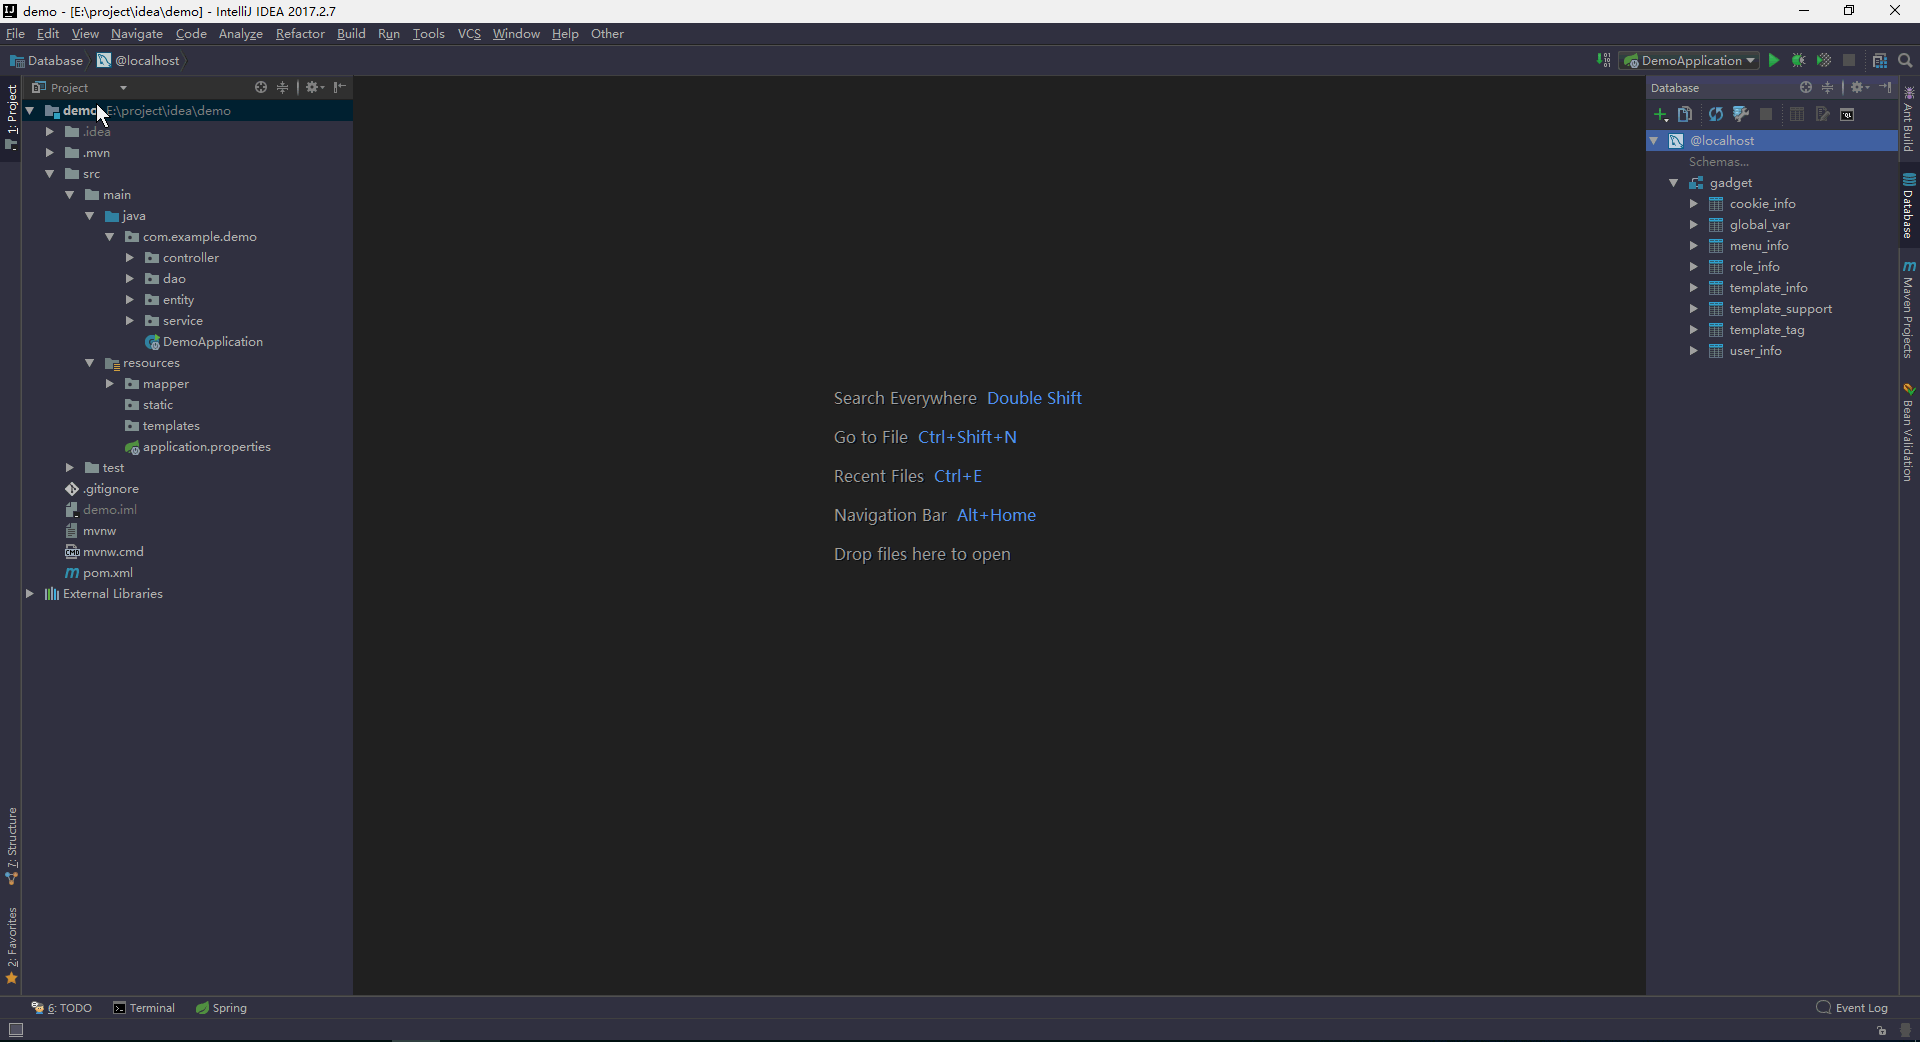 demo - [E:\project\idea\demo] - IntelliJ IDEA 2017.2.7
File Edit View Navigate Code Analyze Refactor Build Run Tools VCS Window Help Other
Database @localhost
DemoApplication
1: Project
7: Structure
2: Favorites
Project
demo E:\project\idea\demo
.idea
.mvn
src
main
java
com.example.demo
controller
dao
entity
service
DemoApplication
resources
mapper
static
templates
application.properties
test
.gitignore
demo.iml
mvnw
mvnw.cmd
pom.xml
External Libraries
Search Everywhere Double Shift
Go to File Ctrl+Shift+N
Recent Files Ctrl+E
Navigation Bar Alt+Home
Drop files here to open
Database
@localhost
Schemas...
gadget
cookie_info
global_var
menu_info
role_info
template_info
template_support
template_tag
user_info
Ant Build
Database
Maven Projects
Bean Validation
6: TODO Terminal Spring
Event Log